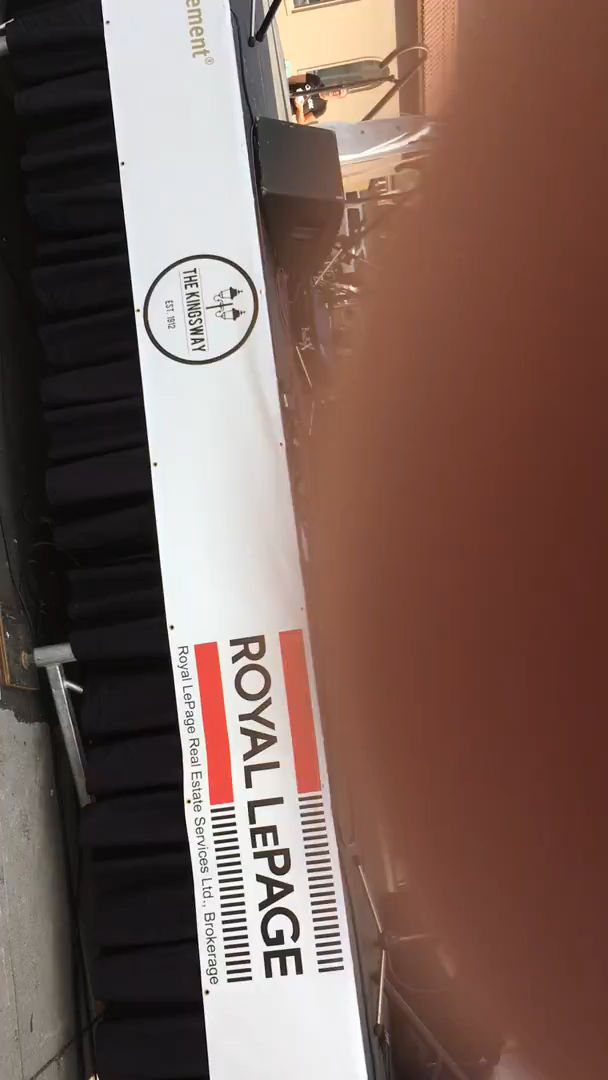 ement®
THE KINGSWAY
EST. 1912
ROYAL LEPAGE
Royal LePage Real Estate Services Ltd., Brokerage